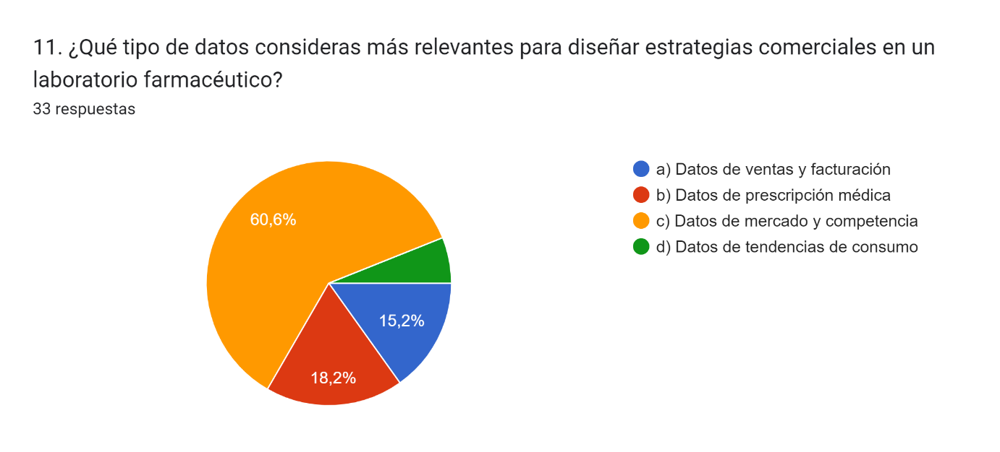 11. ¿Qué tipo de datos consideras más relevantes para diseñar estrategias comerciales en un
laboratorio farmacéutico?
33 respuestas
a) Datos de ventas y facturación
b) Datos de prescripción médica
c) Datos de mercado y competencia
d) Datos de tendencias de consumo
60,6%
15,2%
18,2%